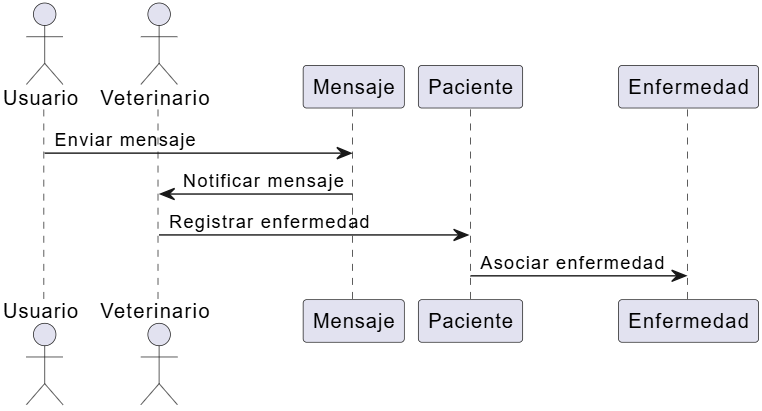 Usuario Veterinario Mensaje Paciente Enfermedad
Enviar mensaje
Notificar mensaje
Registrar enfermedad
Asociar enfermedad
Usuario Veterinario Mensaje Paciente Enfermedad